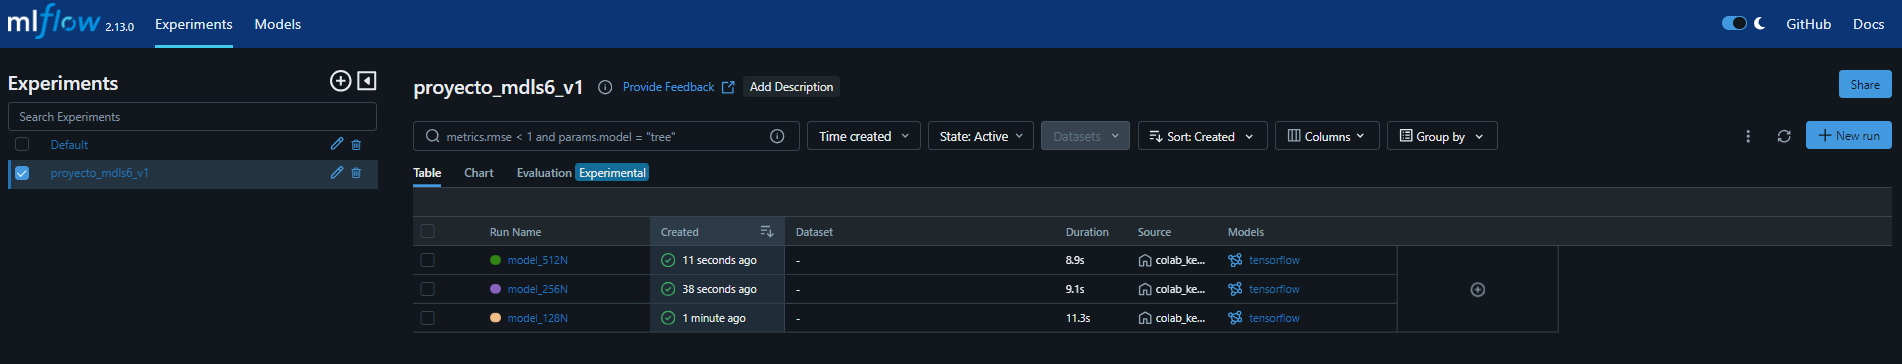 mlflow 2.13.0 Experiments Models GitHub Docs
Experiments
Search Experiments
Default
proyecto_mdls6_v1
proyecto_mdls6_v1 Provide Feedback Add Description Share
metrics.rmse < 1 and params.model = "tree" Time created State: Active Datasets Sort: Created Columns Group by New run
Table Chart Evaluation Experimental
Run Name Created Dataset Duration Source Models
model_512N 11 seconds ago - 8.9s colab_ke... tensorflow
model_256N 38 seconds ago - 9.1s colab_ke... tensorflow
model_128N 1 minute ago - 11.3s colab_ke... tensorflow